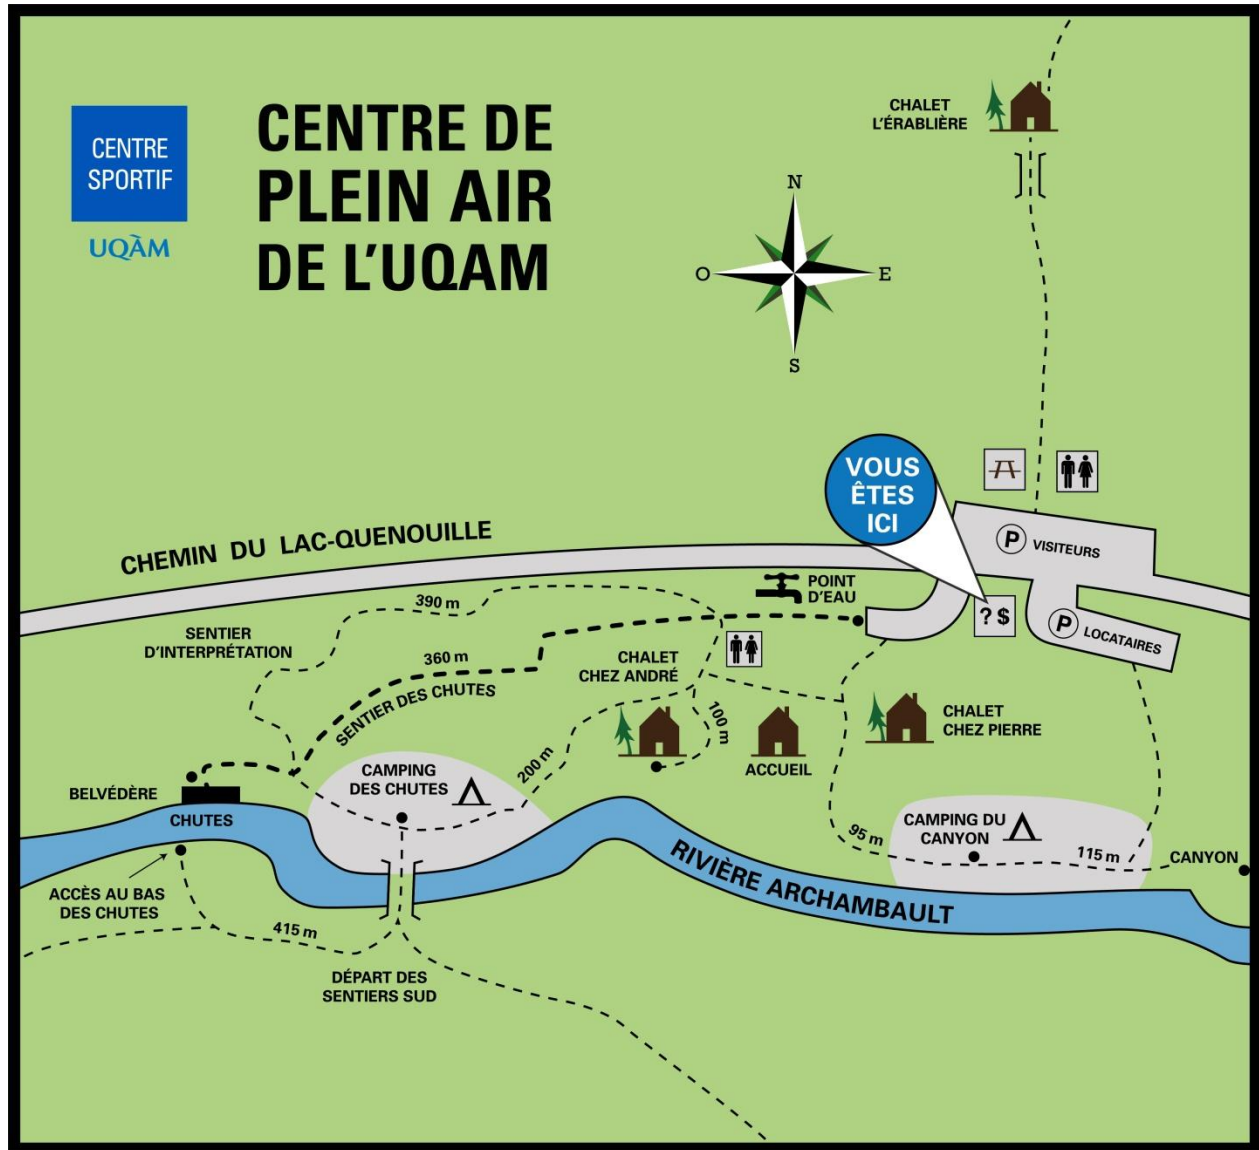 CENTRE
SPORTIF
UQÀM
CENTRE DE
PLEIN AIR
DE L'UQAM
CHALET
L'ÉRABLIÈRE
N
O
E
S
VOUS
ÊTES
ICI
P
VISITEURS
CHEMIN DU LAC-QUENOUILLE
POINT
D'EAU
? $
P
LOCATAIRES
390 m
SENTIER
D'INTERPRÉTATION
360 m
SENTIER DES CHUTES
CHALET
CHEZ ANDRÉ
100 m
ACCUEIL
CHALET
CHEZ PIERRE
200 m
CAMPING
DES CHUTES
BELVÉDÈRE
CHUTES
CAMPING DU
CANYON
95 m
115 m
CANYON
RIVIÈRE ARCHAMBAULT
ACCÈS AU BAS
DES CHUTES
415 m
DÉPART DES
SENTIERS SUD